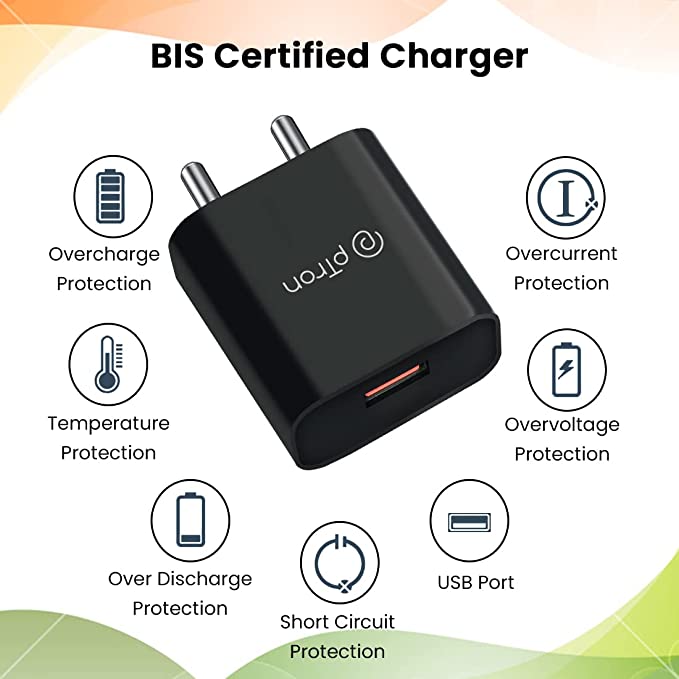 BIS Certified Charger
pTron
Overcharge
Protection
Overcurrent
Protection
Temperature
Protection
Overvoltage
Protection
Over Discharge
Protection
Short Circuit
Protection
USB Port